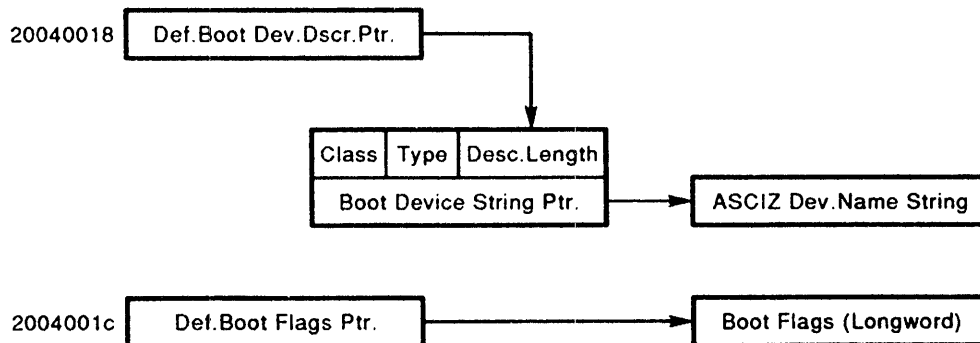 20040018 Def.Boot Dev.Dscr.Ptr.
Class Type Desc.Length
Boot Device String Ptr. ASCIZ Dev.Name String
2004001c Def.Boot Flags Ptr. Boot Flags (Longword)